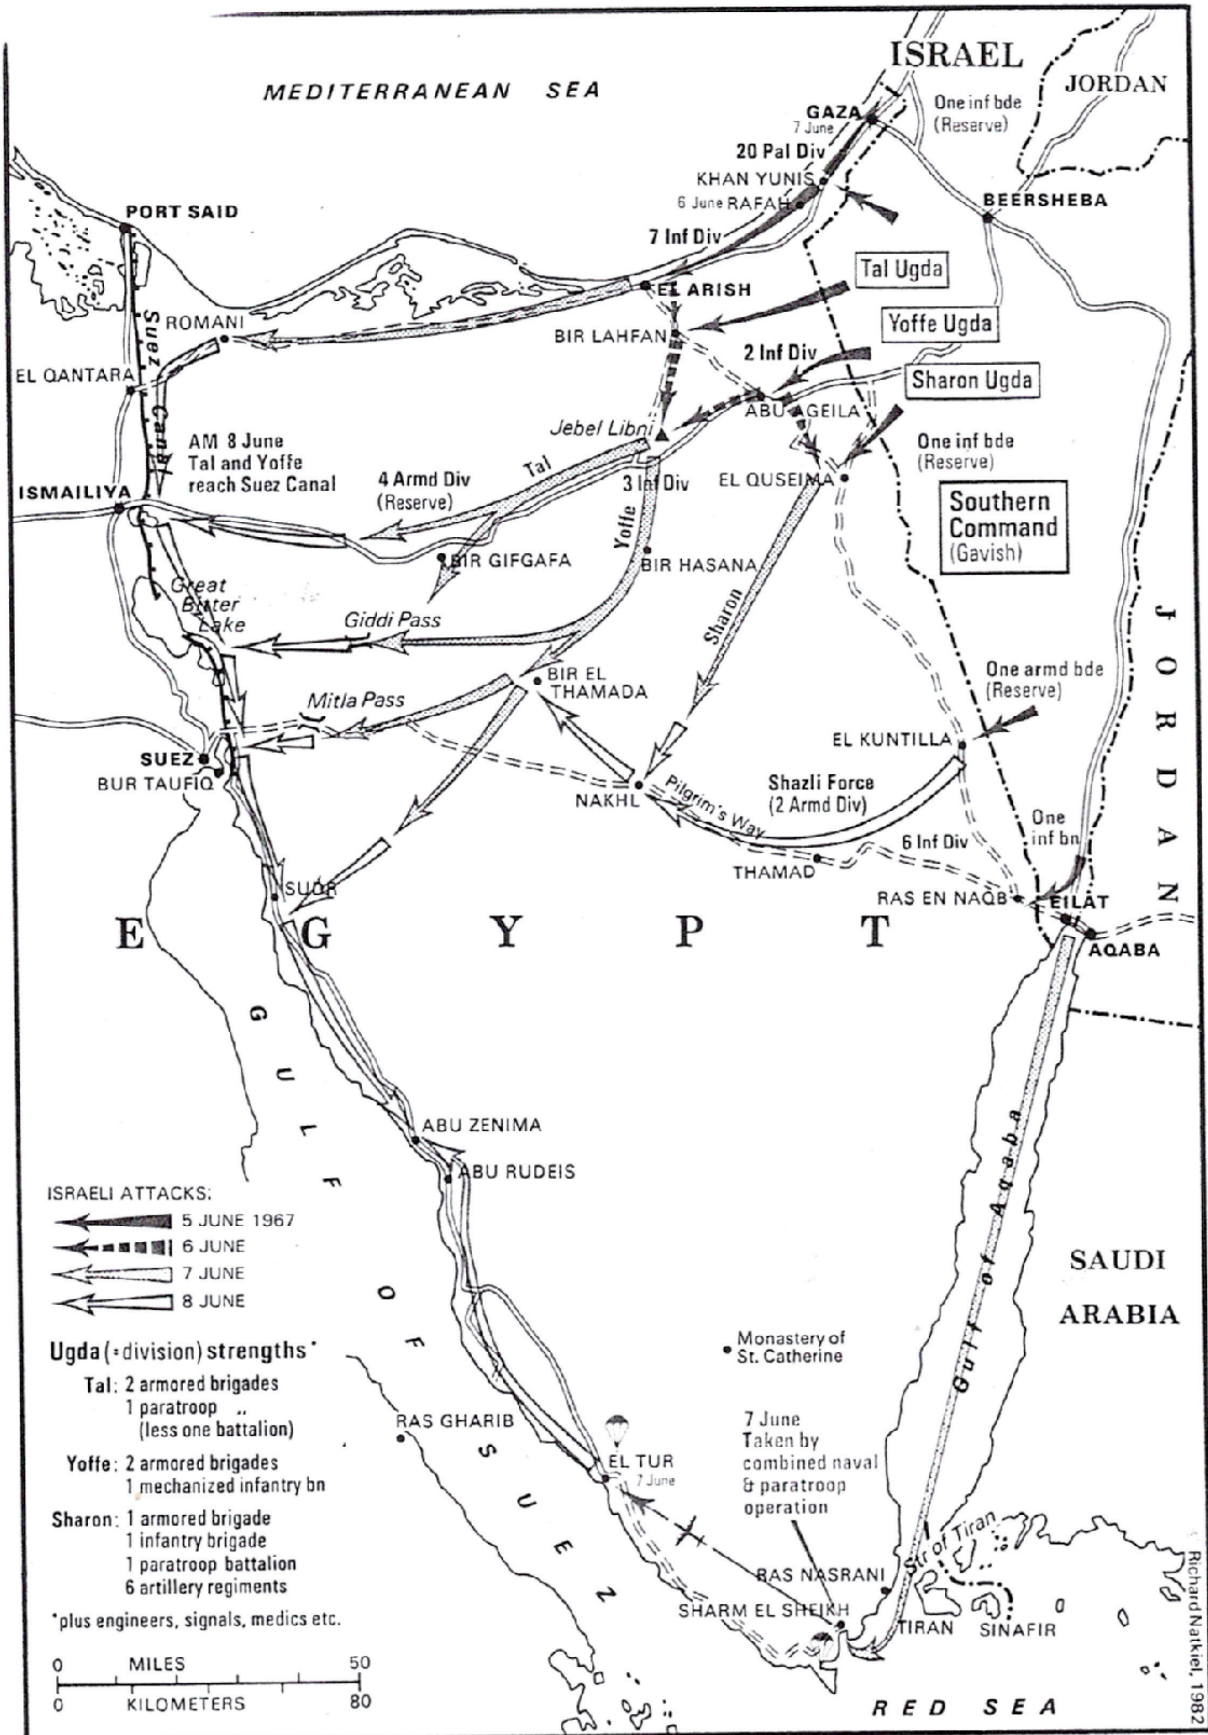 ISRAEL
JORDAN
MEDITERRANEAN SEA
One inf bde
(Reserve)
GAZA
7 June
20 Pal Div
KHAN YUNIS
6 June RAFAH
BEERSHEBA
PORT SAID
7 Inf Div
Tal Ugda
EL ARISH
ROMANI
Suez Canal
BIR LAHFAN
Yoffe Ugda
2 Inf Div
EL QANTARA
Sharon Ugda
ABU AGEILA
Jebel Libni
AM 8 June
Tal and Yoffe
reach Suez Canal
Tal
One inf bde
(Reserve)
4 Armd Div
(Reserve)
3 Inf Div
EL QUSEIMA
ISMAILIYA
Southern
Command
(Gavish)
Yoffe
BIR GIFGAFA
BIR HASANA
Great
Bitter
Lake
Giddi Pass
Sharon
JORDAN
One armd bde
(Reserve)
BIR EL
THAMADA
Mitla Pass
EL KUNTILLA
SUEZ
BUR TAUFIQ
NAKHL
Pilgrim's Way
Shazli Force
(2 Armd Div)
One
inf bn
6 Inf Div
THAMAD
SUDR
RAS EN NAQB
EILAT
EGYPT
AQABA
GULF OF SUEZ
ABU ZENIMA
ABU RUDEIS
Gulf of Aqaba
ISRAELI ATTACKS:
5 JUNE 1967
6 JUNE
7 JUNE
8 JUNE
SAUDI
ARABIA
Ugda (=division) strengths*
Tal: 2 armored brigades
1 paratroop ,,
(less one battalion)
Yoffe: 2 armored brigades
1 mechanized infantry bn
Sharon: 1 armored brigade
1 infantry brigade
1 paratroop battalion
6 artillery regiments
*plus engineers, signals, medics etc.
Monastery of
St. Catherine
RAS GHARIB
7 June
Taken by
combined naval
& paratroop
operation
EL TUR
7 June
Str of Tiran
RAS NASRANI
SHARM EL SHEIKH
TIRAN
SINAFIR
0 MILES 50
0 KILOMETERS 80
RED SEA
Richard Natkiel, 1982